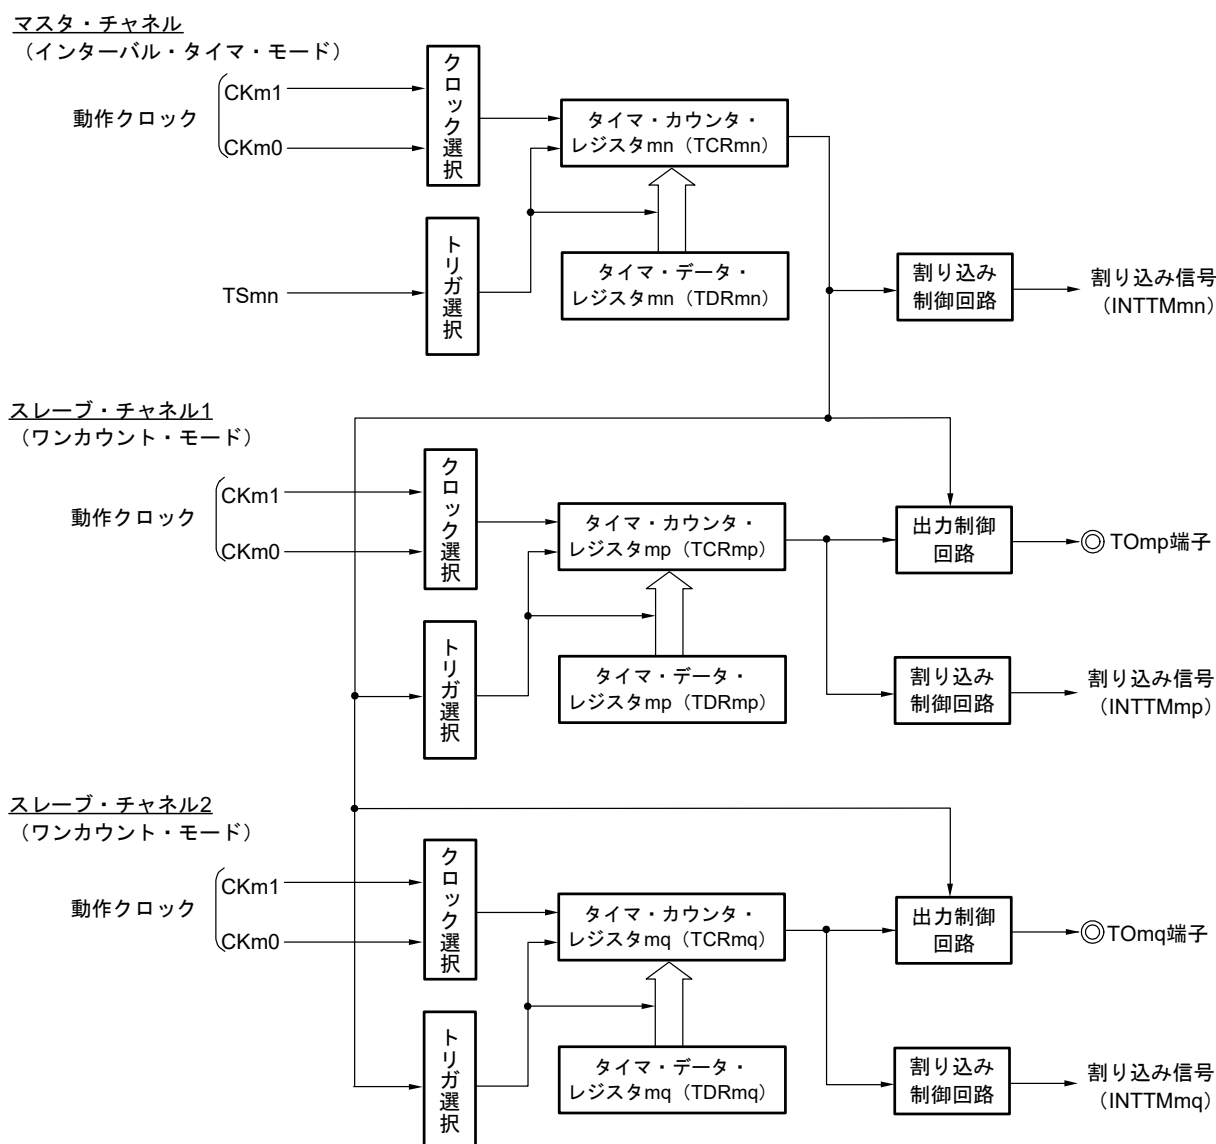 マスタ・チャネル
（インターバル・タイマ・モード）
動作クロック
CKm1
CKm0
クロック選択
タイマ・カウンタ・
レジスタmn（TCRmn）
TSmn
トリガ選択
タイマ・データ・
レジスタmn（TDRmn）
割り込み
制御回路
割り込み信号
（INTTMmn）
スレーブ・チャネル1
（ワンカウント・モード）
動作クロック
CKm1
CKm0
クロック選択
タイマ・カウンタ・
レジスタmp（TCRmp）
出力制御
回路
TOmp端子
トリガ選択
タイマ・データ・
レジスタmp（TDRmp）
割り込み
制御回路
割り込み信号
（INTTMmp）
スレーブ・チャネル2
（ワンカウント・モード）
動作クロック
CKm1
CKm0
クロック選択
タイマ・カウンタ・
レジスタmq（TCRmq）
出力制御
回路
TOmq端子
トリガ選択
タイマ・データ・
レジスタmq（TDRmq）
割り込み
制御回路
割り込み信号
（INTTMmq）